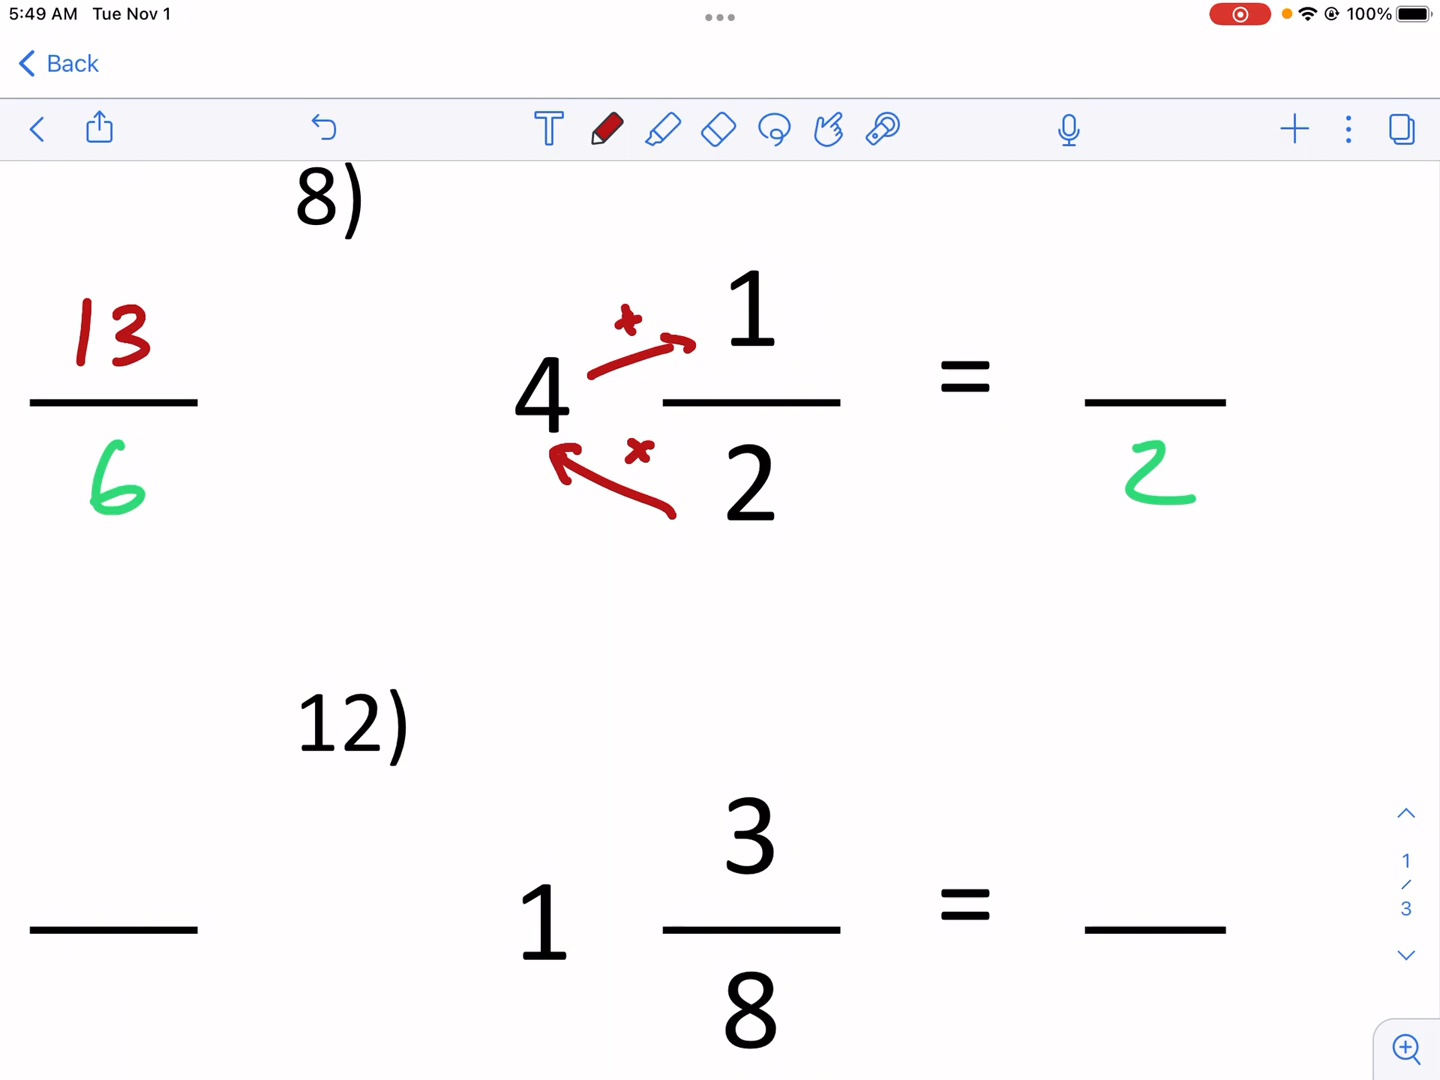 5:49 AM Tue Nov 1 100%
Back
T
8)
13
6
4 + 1
x 2
=
2
12)
1 3
8
=
1
/
3